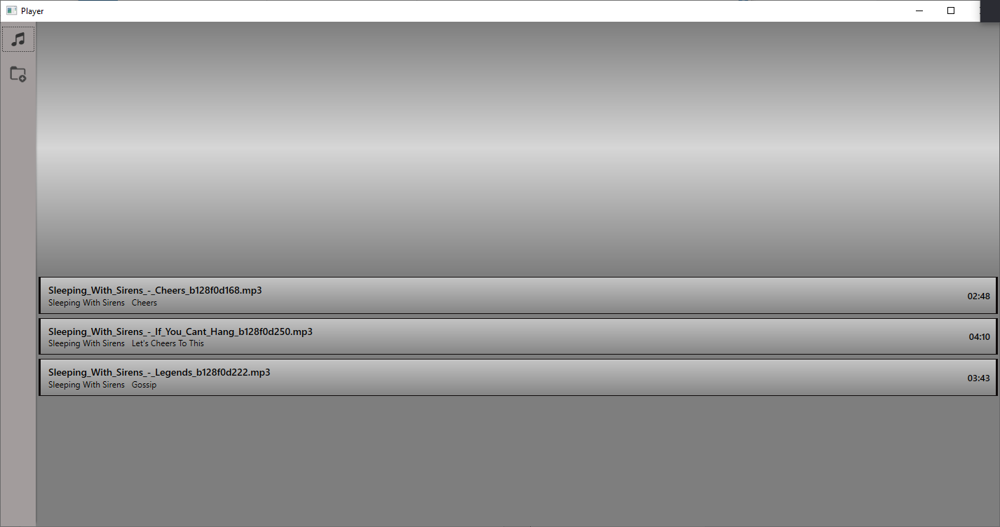 Player
Sleeping_With_Sirens_-_Cheers_b128f0d168.mp3
Sleeping With Sirens Cheers
02:48
Sleeping_With_Sirens_-_If_You_Cant_Hang_b128f0d250.mp3
Sleeping With Sirens Let's Cheers To This
04:10
Sleeping_With_Sirens_-_Legends_b128f0d222.mp3
Sleeping With Sirens Gossip
03:43